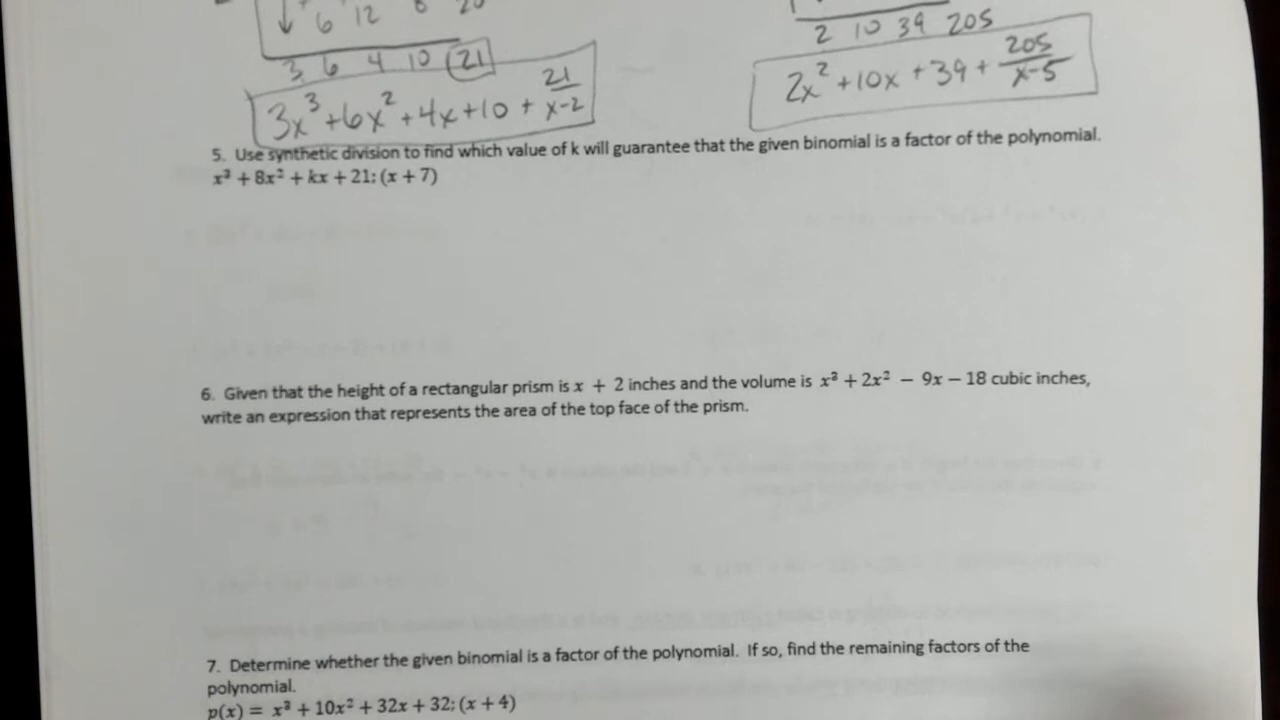 6 12 8 20
3 6 4 10 21
3x³+6x²+4x+10 + 21/x-2
2 10 39 205
2x²+10x+39+ 205/x-5
5. Use synthetic division to find which value of k will guarantee that the given binomial is a factor of the polynomial.
x³ + 8x² + kx + 21; (x + 7)
6. Given that the height of a rectangular prism is x + 2 inches and the volume is x³ + 2x² − 9x − 18 cubic inches,
write an expression that represents the area of the top face of the prism.
7. Determine whether the given binomial is a factor of the polynomial. If so, find the remaining factors of the
polynomial.
p(x) = x³ + 10x² + 32x + 32; (x + 4)